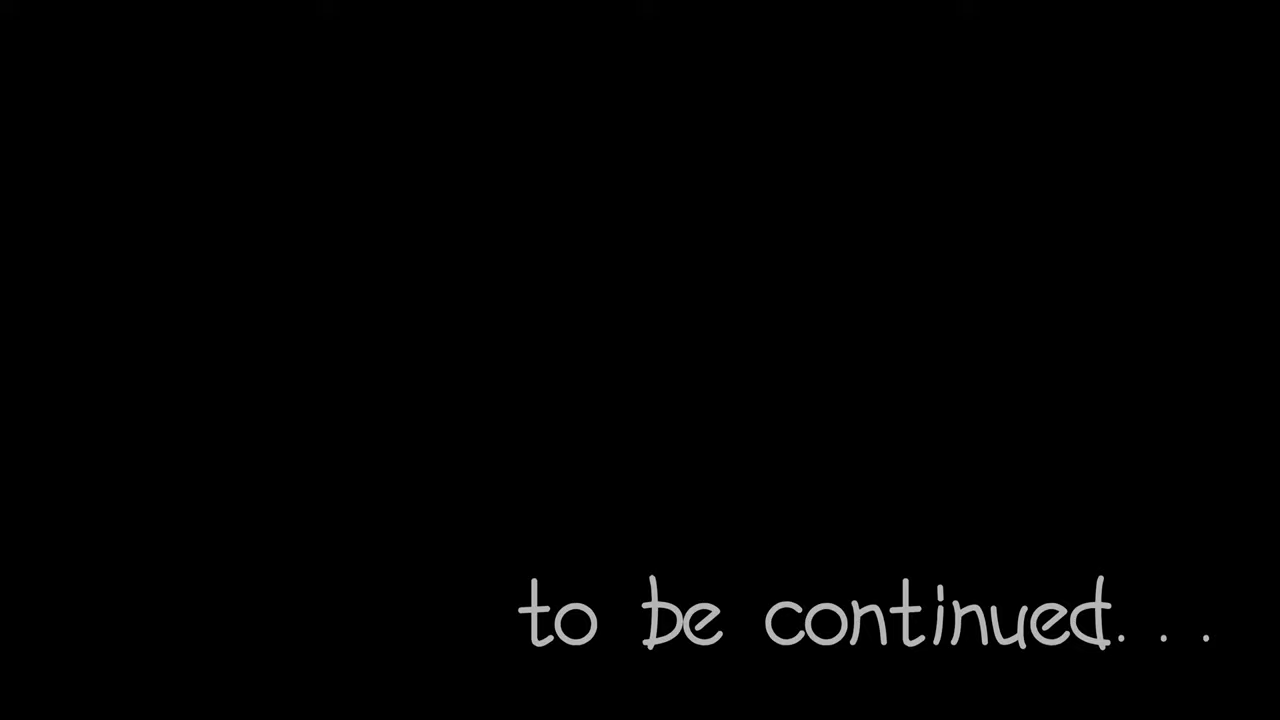 to be continued. . .